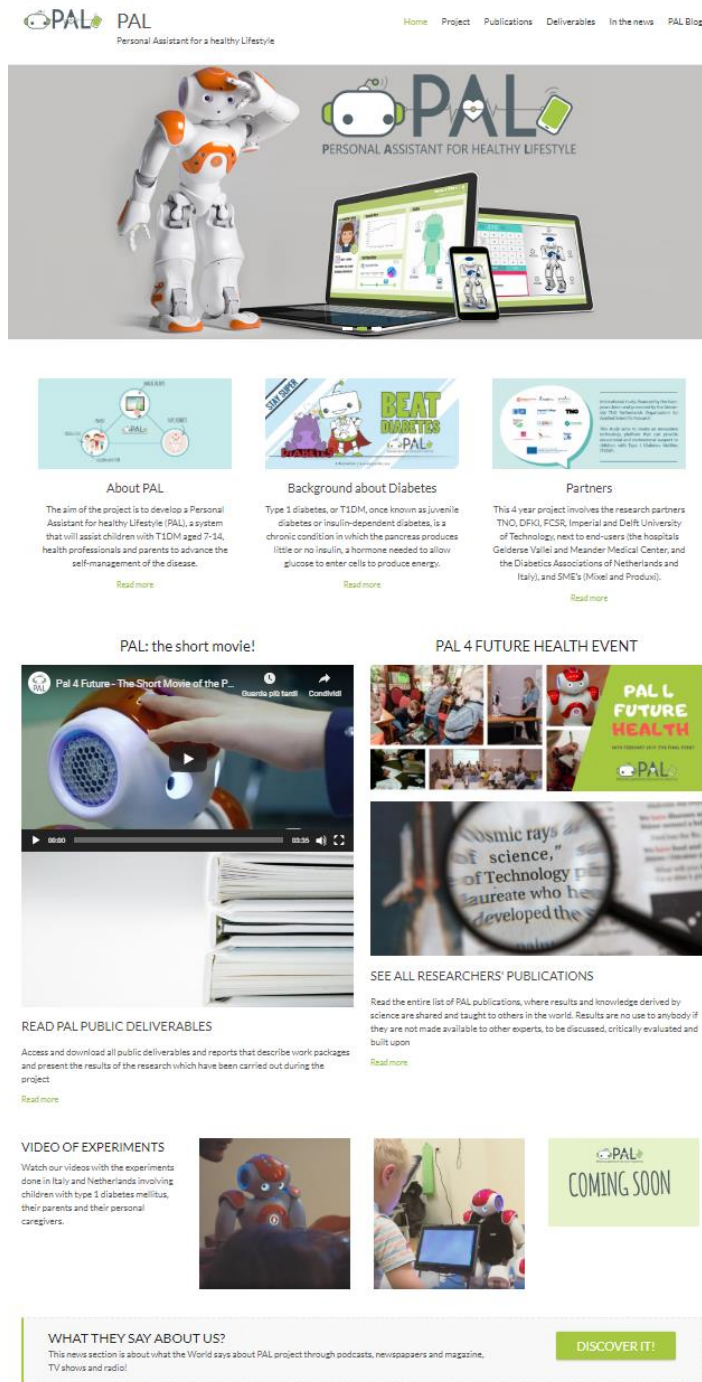 PAL
PAL
Personal Assistant for a healthy Lifestyle
Home Project Publications Deliverables In the news PAL Blog
PAL
PERSONAL ASSISTANT FOR HEALTHY LIFESTYLE
STAY SUPER
BEAT
DIABETES
PAL
DIABETES
TNO
About PAL
The aim of the project is to develop a Personal
Assistant for healthy Lifestyle (PAL), a system
that will assist children with T1DM aged 7-14,
health professionals and parents to advance the
self-management of the disease.
Read more
Background about Diabetes
Type 1 diabetes, or T1DM, once known as juvenile
diabetes or insulin-dependent diabetes, is a
chronic condition in which the pancreas produces
little or no insulin, a hormone needed to allow
glucose to enter cells to produce energy.
Read more
Partners
This 4 year project involves the research partners
TNO, DFKI, FCSR, Imperial and Delft University
of Technology, next to end-users (the hospitals
Gelderse Vallei and Meander Medical Center, and
the Diabetics Associations of Netherlands and
Italy), and SME's (Mixel and Produxi).
Read more
PAL: the short movie!
PAL
Pal 4 Future - The Short Movie of the P...
Guarda più tardi
Condividi
00:00
03:35
READ PAL PUBLIC DELIVERABLES
Access and download all public deliverables and reports that describe work packages
and present the results of the research which have been carried out during the
project
Read more
PAL 4 FUTURE HEALTH EVENT
PAL L
FUTURE
HEALTH
PAL
cosmic rays
of science,"
of Technology
laureate who he
developed the
SEE ALL RESEARCHERS' PUBLICATIONS
Read the entire list of PAL publications, where results and knowledge derived by
science are shared and taught to others in the world. Results are no use to anybody if
they are not made available to other experts, to be discussed, critically evaluated and
built upon
Read more
VIDEO OF EXPERIMENTS
Watch our videos with the experiments
done in Italy and Netherlands involving
children with type 1 diabetes mellitus,
their parents and their personal
caregivers.
PAL
COMING SOON
WHAT THEY SAY ABOUT US?
This news section is about what the World says about PAL project through podcasts, newspapaers and magazine,
TV shows and radio!
DISCOVER IT!